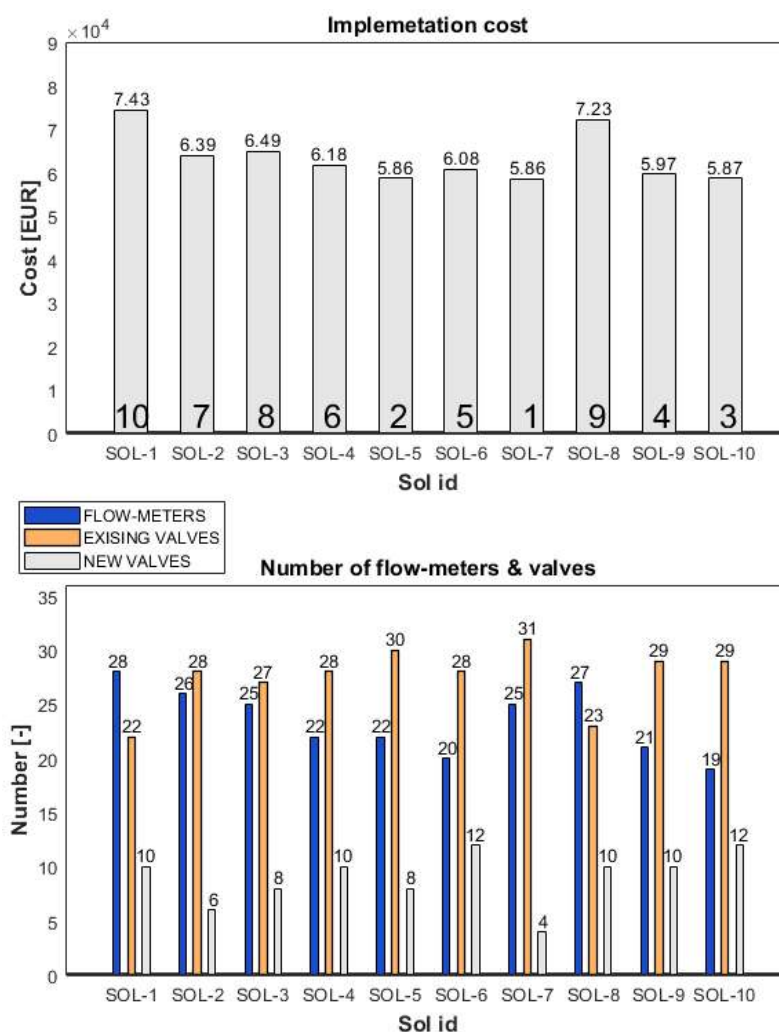 Implemetation cost
×10⁴
9
8
7
6
5
4
3
2
1
0
Cost [EUR]
7.43 6.39 6.49 6.18 5.86 6.08 5.86 7.23 5.97 5.87
10 7 8 6 2 5 1 9 4 3
SOL-1 SOL-2 SOL-3 SOL-4 SOL-5 SOL-6 SOL-7 SOL-8 SOL-9 SOL-10
Sol id
FLOW-METERS
EXISING VALVES
NEW VALVES
Number of flow-meters & valves
35
30
25
20
15
10
5
0
Number [-]
28 22 10 26 28 6 25 27 8 22 28 10 22 30 8 20 28 12 25 31 4 27 23 10 21 29 10 19 29 12
SOL-1 SOL-2 SOL-3 SOL-4 SOL-5 SOL-6 SOL-7 SOL-8 SOL-9 SOL-10
Sol id